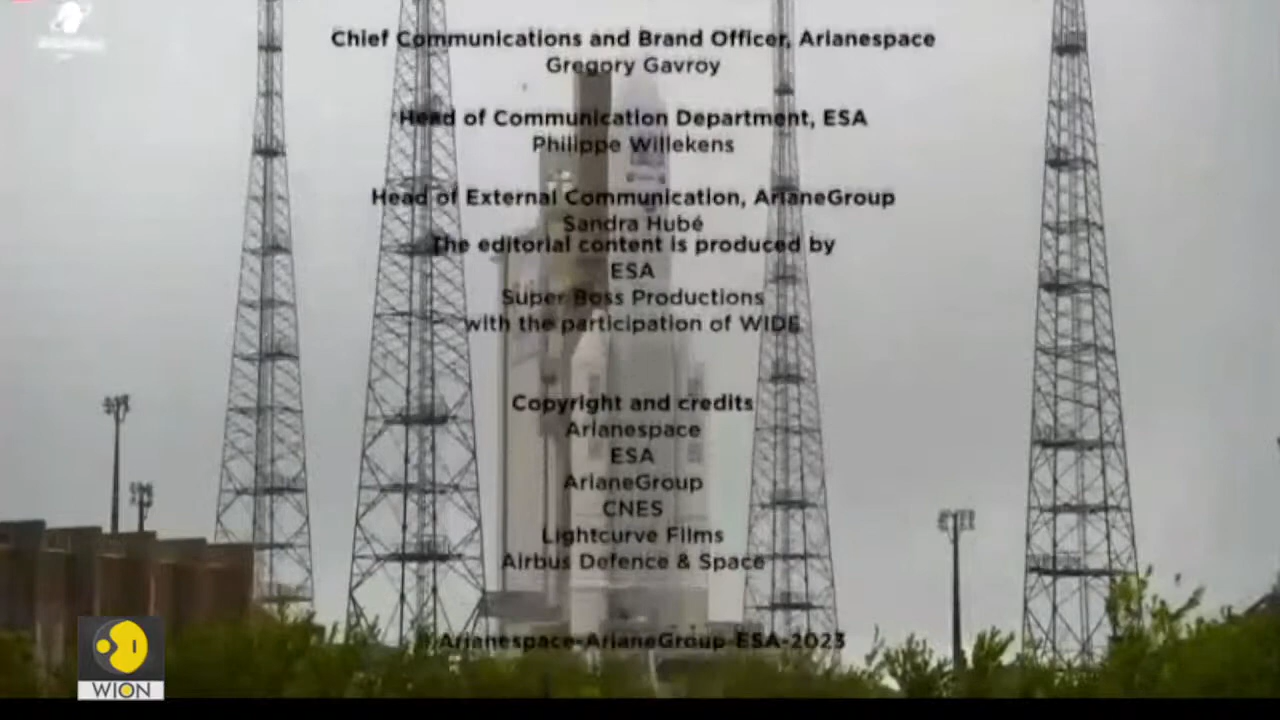 Chief Communications and Brand Officer, Arianespace
Gregory Gavroy
Head of Communication Department, ESA
Philippe Willekens
Head of External Communication, ArianeGroup
Sandra Hubé
The editorial content is produced by
ESA
Super Boss Productions
with the participation of WIDE
Copyright and credits
Arianespace
ESA
ArianeGroup
CNES
Lightcurve Films
Airbus Defence & Space
Arianespace-ArianeGroup-ESA-2023
WION